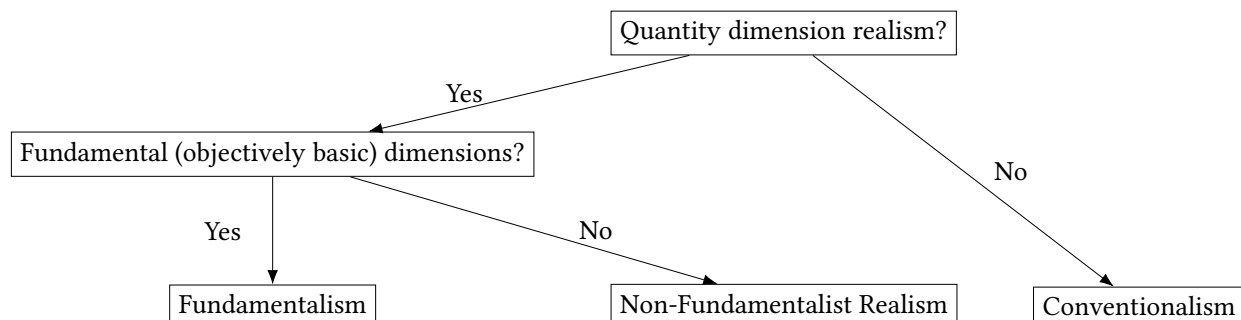 Quantity dimension realism?
Yes
Fundamental (objectively basic) dimensions?
No
Yes
No
Fundamentalism
Non-Fundamentalist Realism
Conventionalism